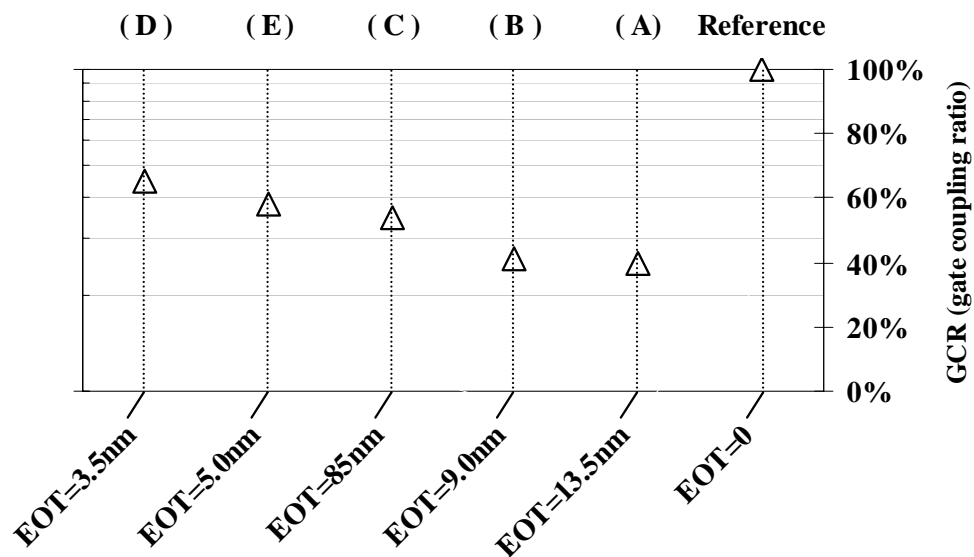 ( D ) ( E ) ( C ) ( B ) ( A) Reference
100%
80%
60%
40%
20%
0%
GCR (gate coupling ratio)
EOT=3.5nm
EOT=5.0nm
EOT=85nm
EOT=9.0nm
EOT=13.5nm
EOT=0